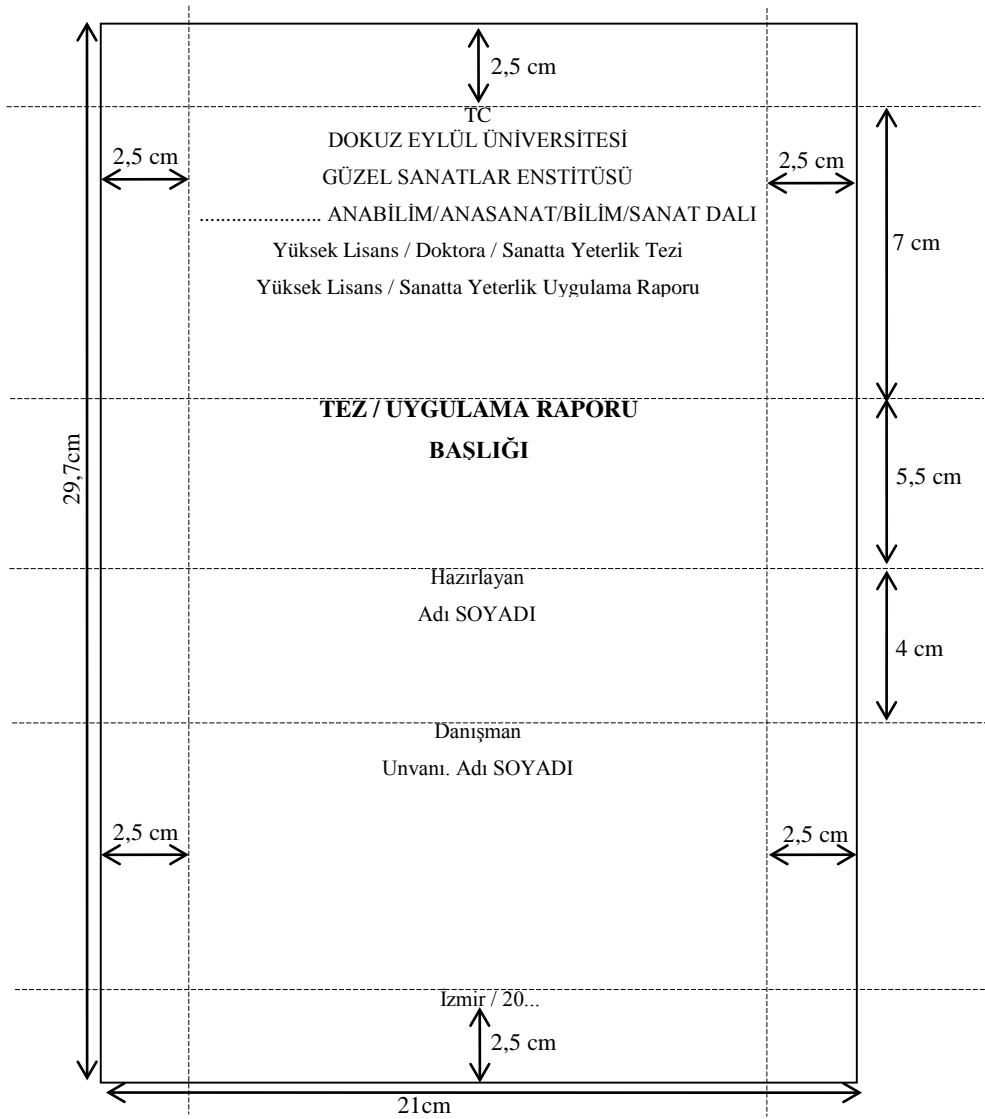 2,5 cm
TC
DOKUZ EYLÜL ÜNİVERSİTESİ
2,5 cm
2,5 cm
GÜZEL SANATLAR ENSTİTÜSÜ
...................... ANABİLİM/ANASANAT/BİLİM/SANAT DALI
7 cm
Yüksek Lisans / Doktora / Sanatta Yeterlik Tezi
Yüksek Lisans / Sanatta Yeterlik Uygulama Raporu
TEZ / UYGULAMA RAPORU
BAŞLIĞI
29,7cm
5,5 cm
Hazırlayan
Adı SOYADI
4 cm
Danışman
Unvanı. Adı SOYADI
2,5 cm
2,5 cm
İzmir / 20...
2,5 cm
21cm